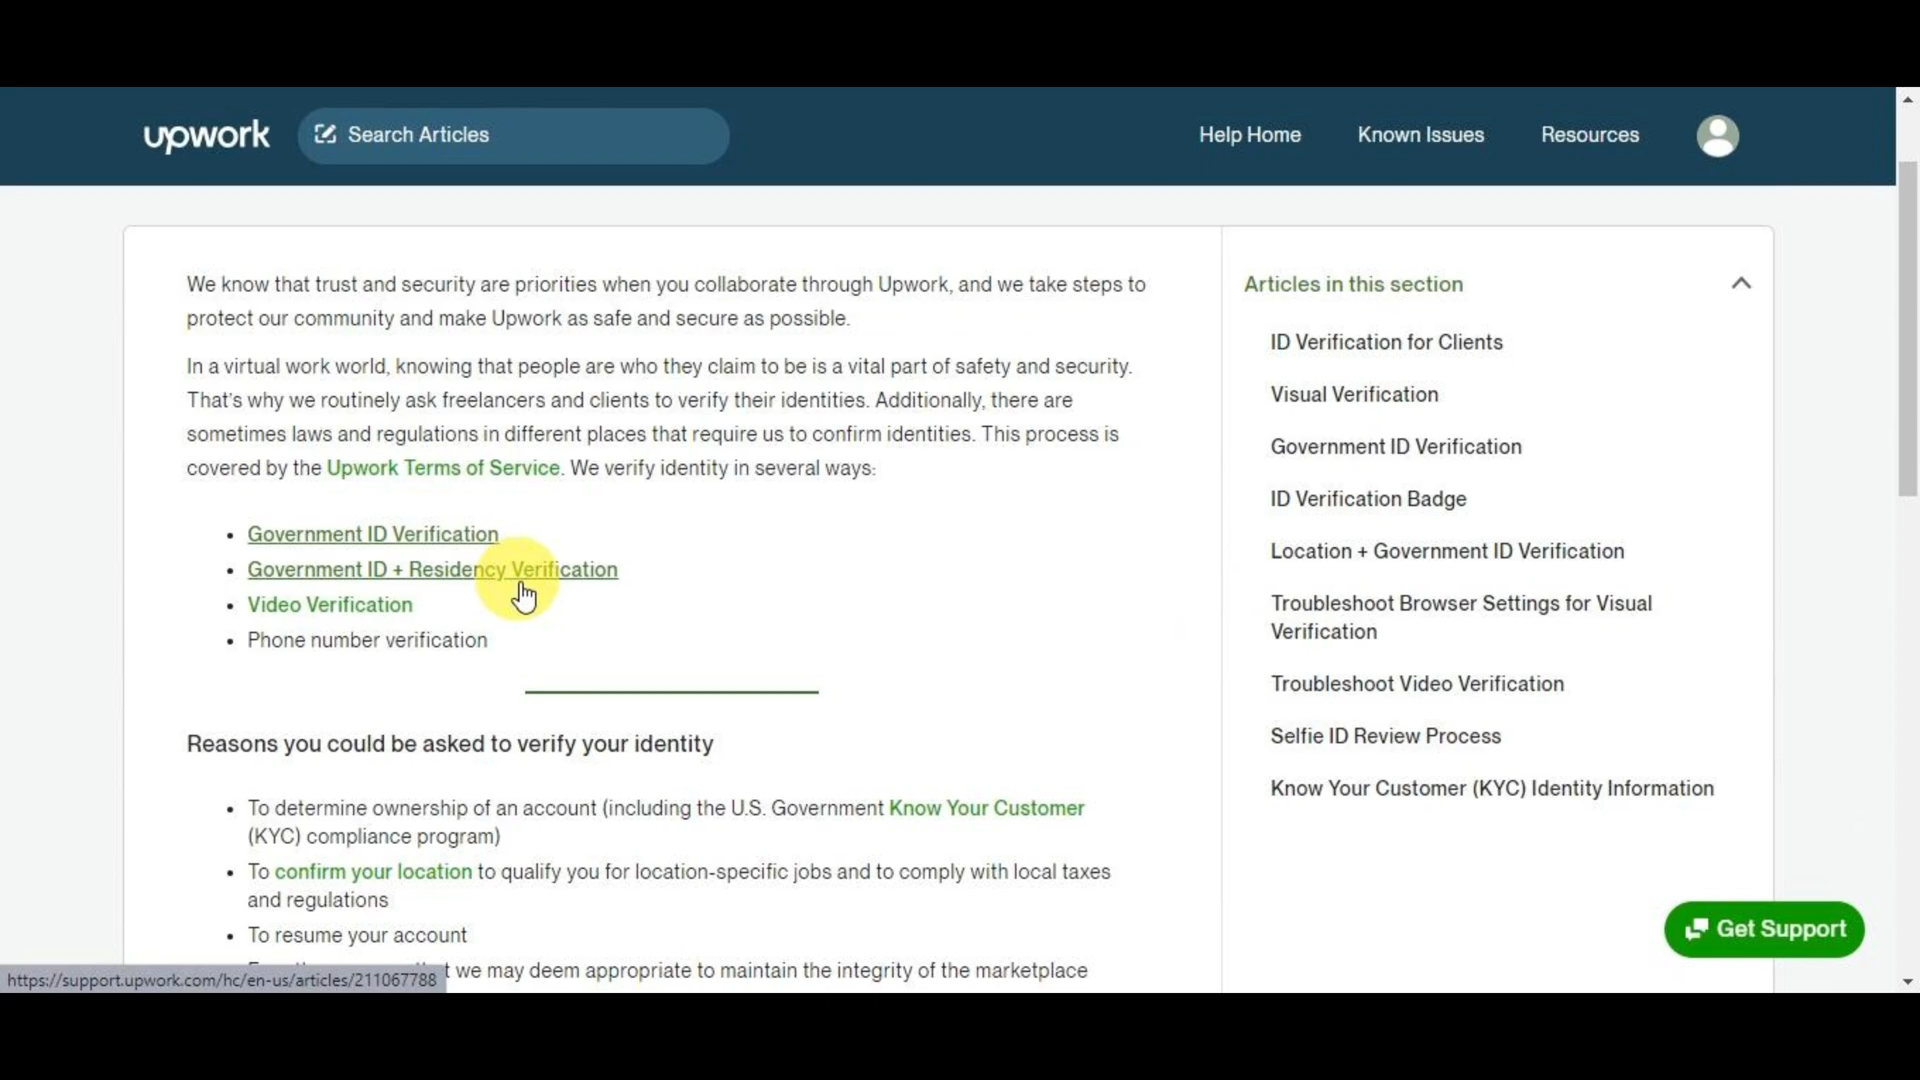 upwork
Search Articles
Help Home
Known Issues
Resources
We know that trust and security are priorities when you collaborate through Upwork, and we take steps to
protect our community and make Upwork as safe and secure as possible.
In a virtual work world, knowing that people are who they claim to be is a vital part of safety and security.
That's why we routinely ask freelancers and clients to verify their identities. Additionally, there are
sometimes laws and regulations in different places that require us to confirm identities. This process is
covered by the Upwork Terms of Service. We verify identity in several ways:
• Government ID Verification
• Government ID + Residency Verification
• Video Verification
• Phone number verification
Reasons you could be asked to verify your identity
• To determine ownership of an account (including the U.S. Government Know Your Customer
(KYC) compliance program)
• To confirm your location to qualify you for location-specific jobs and to comply with local taxes
and regulations
• To resume your account
we may deem appropriate to maintain the integrity of the marketplace
Articles in this section
ID Verification for Clients
Visual Verification
Government ID Verification
ID Verification Badge
Location + Government ID Verification
Troubleshoot Browser Settings for Visual
Verification
Troubleshoot Video Verification
Selfie ID Review Process
Know Your Customer (KYC) Identity Information
Get Support
https://support.upwork.com/hc/en-us/articles/211067788